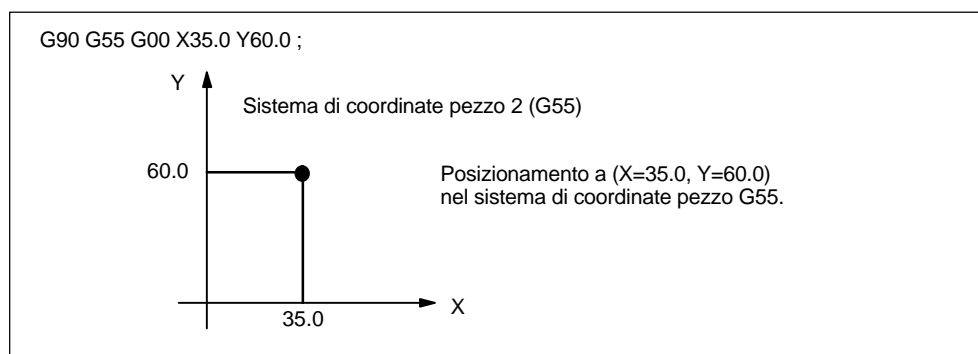 G90 G55 G00 X35.0 Y60.0 ;
Y
Sistema di coordinate pezzo 2 (G55)
60.0
Posizionamento a (X=35.0, Y=60.0)
nel sistema di coordinate pezzo G55.
X
35.0